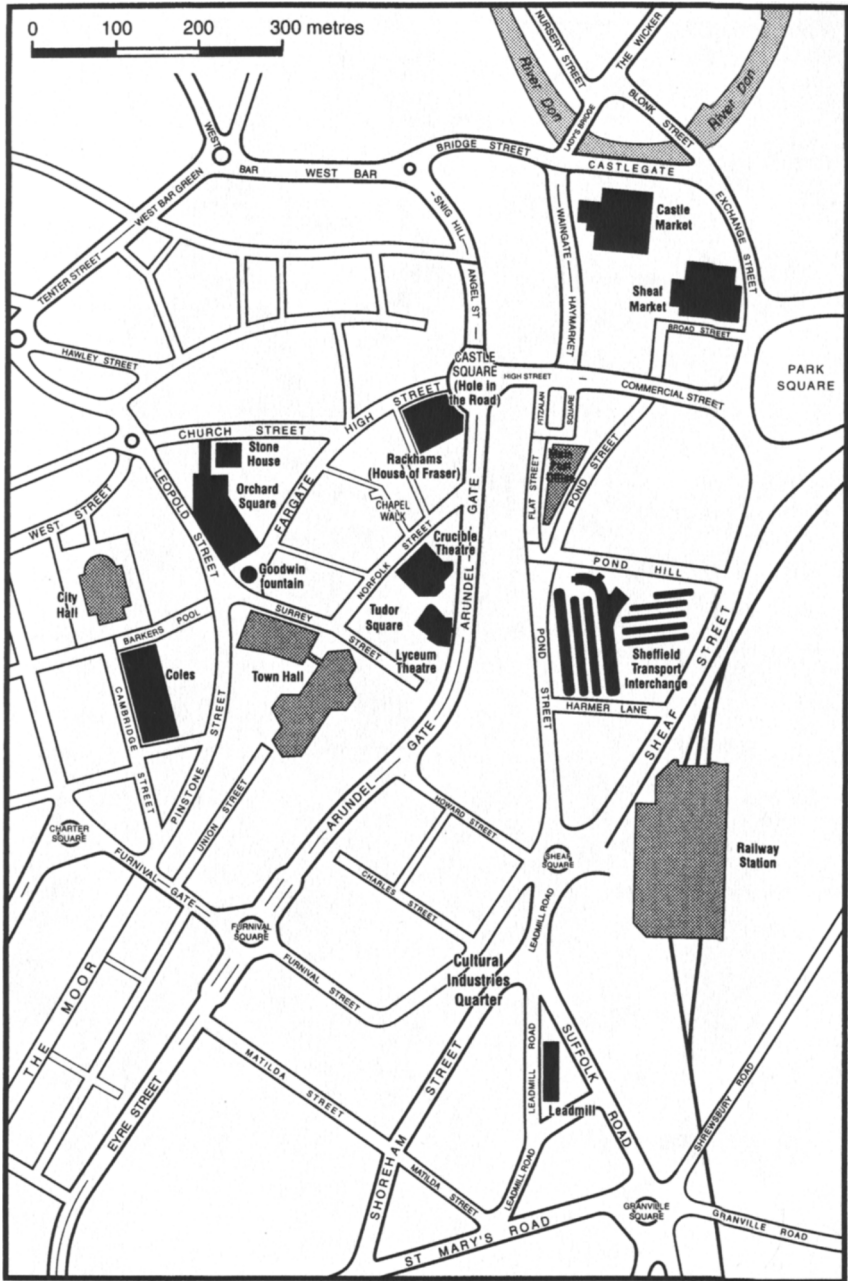 0 100 200 300 metres
NURSERY STREET
THE WICKER
River Don
River Don
BLONK STREET
LADY'S BRIDGE
WEST
BAR
WEST BAR
BRIDGE STREET
CASTLEGATE
WEST BAR GREEN
SNIG HILL
WAINGATE
Castle
Market
EXCHANGE STREET
TENTER STREET
ANGEL ST
HAYMARKET
Sheaf
Market
BROAD STREET
HAWLEY STREET
CASTLE
SQUARE
(Hole in
the Road)
HIGH STREET
COMMERCIAL STREET
PARK
SQUARE
HIGH STREET
FITZALAN
SQUARE
CHURCH STREET
Stone
House
Rackhams
(House of Fraser)
Main
Post
Office
FLAT STREET
POND STREET
LEOPOLD STREET
Orchard
Square
FARGATE
CHAPEL
WALK
WEST STREET
NORFOLK STREET
Crucible
Theatre
ARUNDEL GATE
POND HILL
City
Hall
Goodwin
fountain
SURREY
STREET
Tudor
Square
Lyceum
Theatre
POND STREET
Sheffield
Transport
Interchange
BARKERS POOL
Coles
Town Hall
HARMER LANE
SHEAF STREET
CAMBRIDGE STREET
PINSTONE STREET
UNION STREET
ARUNDEL GATE
HOWARD STREET
CHARTER
SQUARE
SHEAF
SQUARE
Railway
Station
FURNIVAL GATE
CHARLES STREET
LEADMILL ROAD
FURNIVAL
SQUARE
FURNIVAL STREET
Cultural
Industries
Quarter
THE MOOR
MATILDA STREET
LEADMILL ROAD
SUFFOLK ROAD
Leadmill
EYRE STREET
SHOREHAM STREET
MATILDA STREET
LEADMILL ROAD
SHREWSBURY ROAD
GRANVILLE
SQUARE
GRANVILLE ROAD
ST MARY'S ROAD